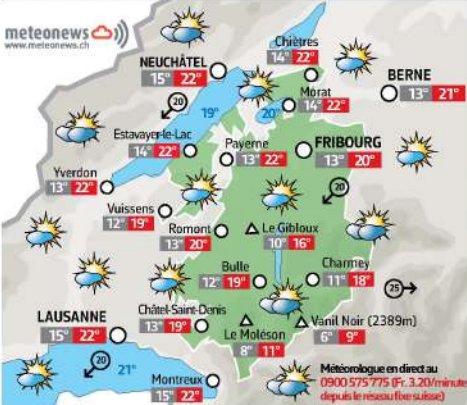 meteonews
www.meteonews.ch
Chiètres
14° 22°
NEUCHÂTEL
15° 22°
BERNE
13° 21°
20
19°
20°
Morat
14° 22°
Estavayer-le-Lac
14° 22°
Payerne
13° 22°
FRIBOURG
13° 20°
Yverdon
13° 22°
20
Vuissens
12° 19°
Romont
13° 20°
Le Gibloux
10° 16°
Bulle
12° 19°
Charmey
11° 18°
25
LAUSANNE
15° 22°
Châtel-Saint-Denis
13° 19°
Le Moléson
8° 11°
Vanil Noir (2389m)
6° 9°
20
21°
Montreux
15° 22°
Météorologue en direct au
0900 575 775 (Fr. 3.20/minute
depuis le réseau fixe suisse)